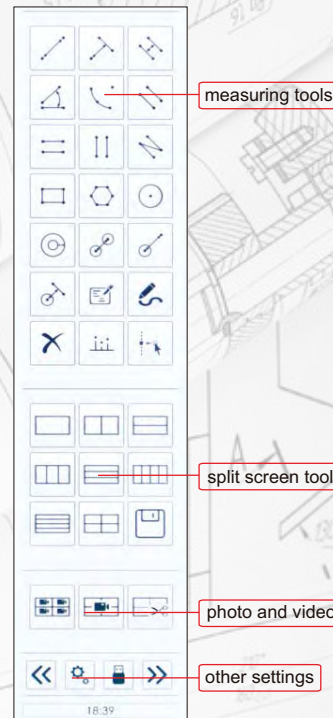 measuring tools
split screen tool
photo and video
other settings
18:39